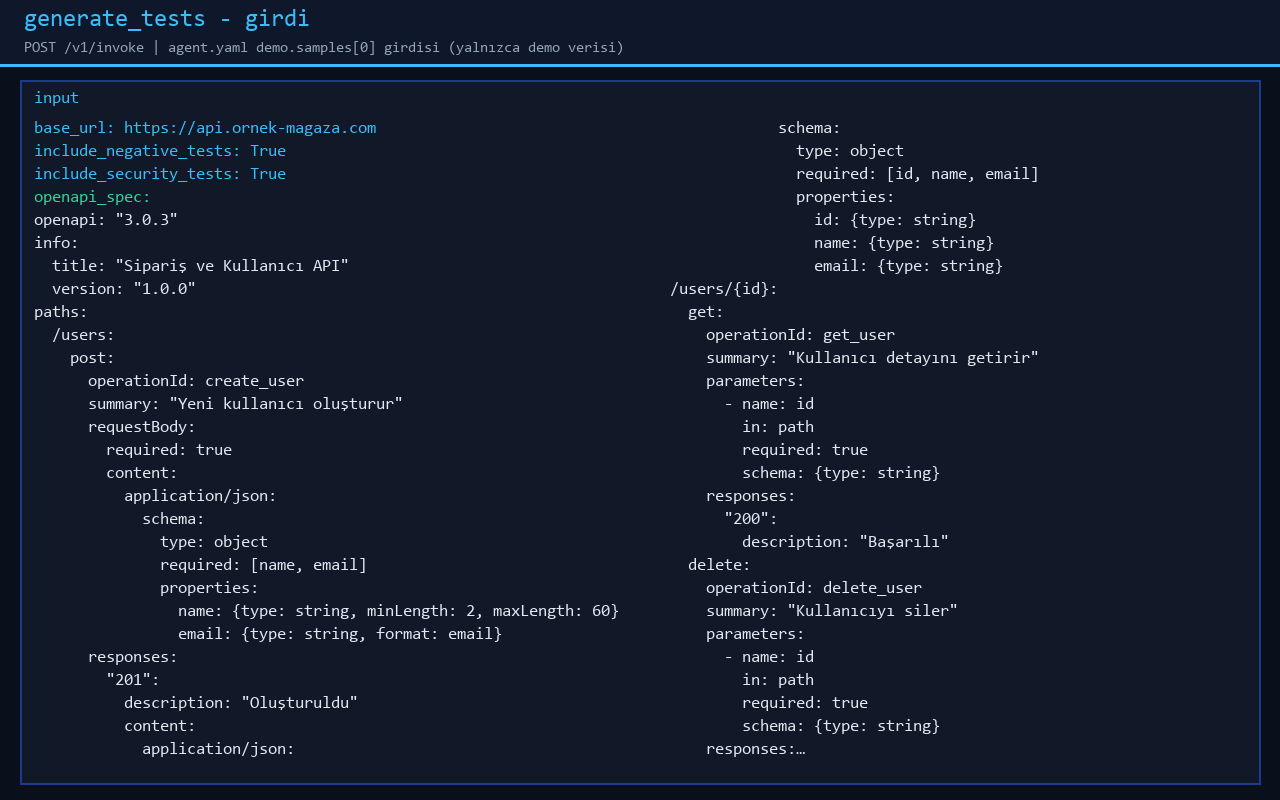 generate_tests - girdi
POST /v1/invoke | agent.yaml demo.samples[0] girdisi (yalnızca demo verisi)
input
base_url: https://api.ornek-magaza.com
include_negative_tests: True
include_security_tests: True
openapi_spec:
openapi: "3.0.3"
info:
  title: "Sipariş ve Kullanıcı API"
  version: "1.0.0"
paths:
  /users:
    post:
      operationId: create_user
      summary: "Yeni kullanıcı oluşturur"
      requestBody:
        required: true
        content:
          application/json:
            schema:
              type: object
              required: [name, email]
              properties:
                name: {type: string, minLength: 2, maxLength: 60}
                email: {type: string, format: email}
      responses:
        "201":
          description: "Oluşturuldu"
          content:
            application/json:
              schema:
                type: object
                required: [id, name, email]
                properties:
                  id: {type: string}
                  name: {type: string}
                  email: {type: string}
  /users/{id}:
    get:
      operationId: get_user
      summary: "Kullanıcı detayını getirir"
      parameters:
        - name: id
          in: path
          required: true
          schema: {type: string}
      responses:
        "200":
          description: "Başarılı"
    delete:
      operationId: delete_user
      summary: "Kullanıcıyı siler"
      parameters:
        - name: id
          in: path
          required: true
          schema: {type: string}
      responses:…